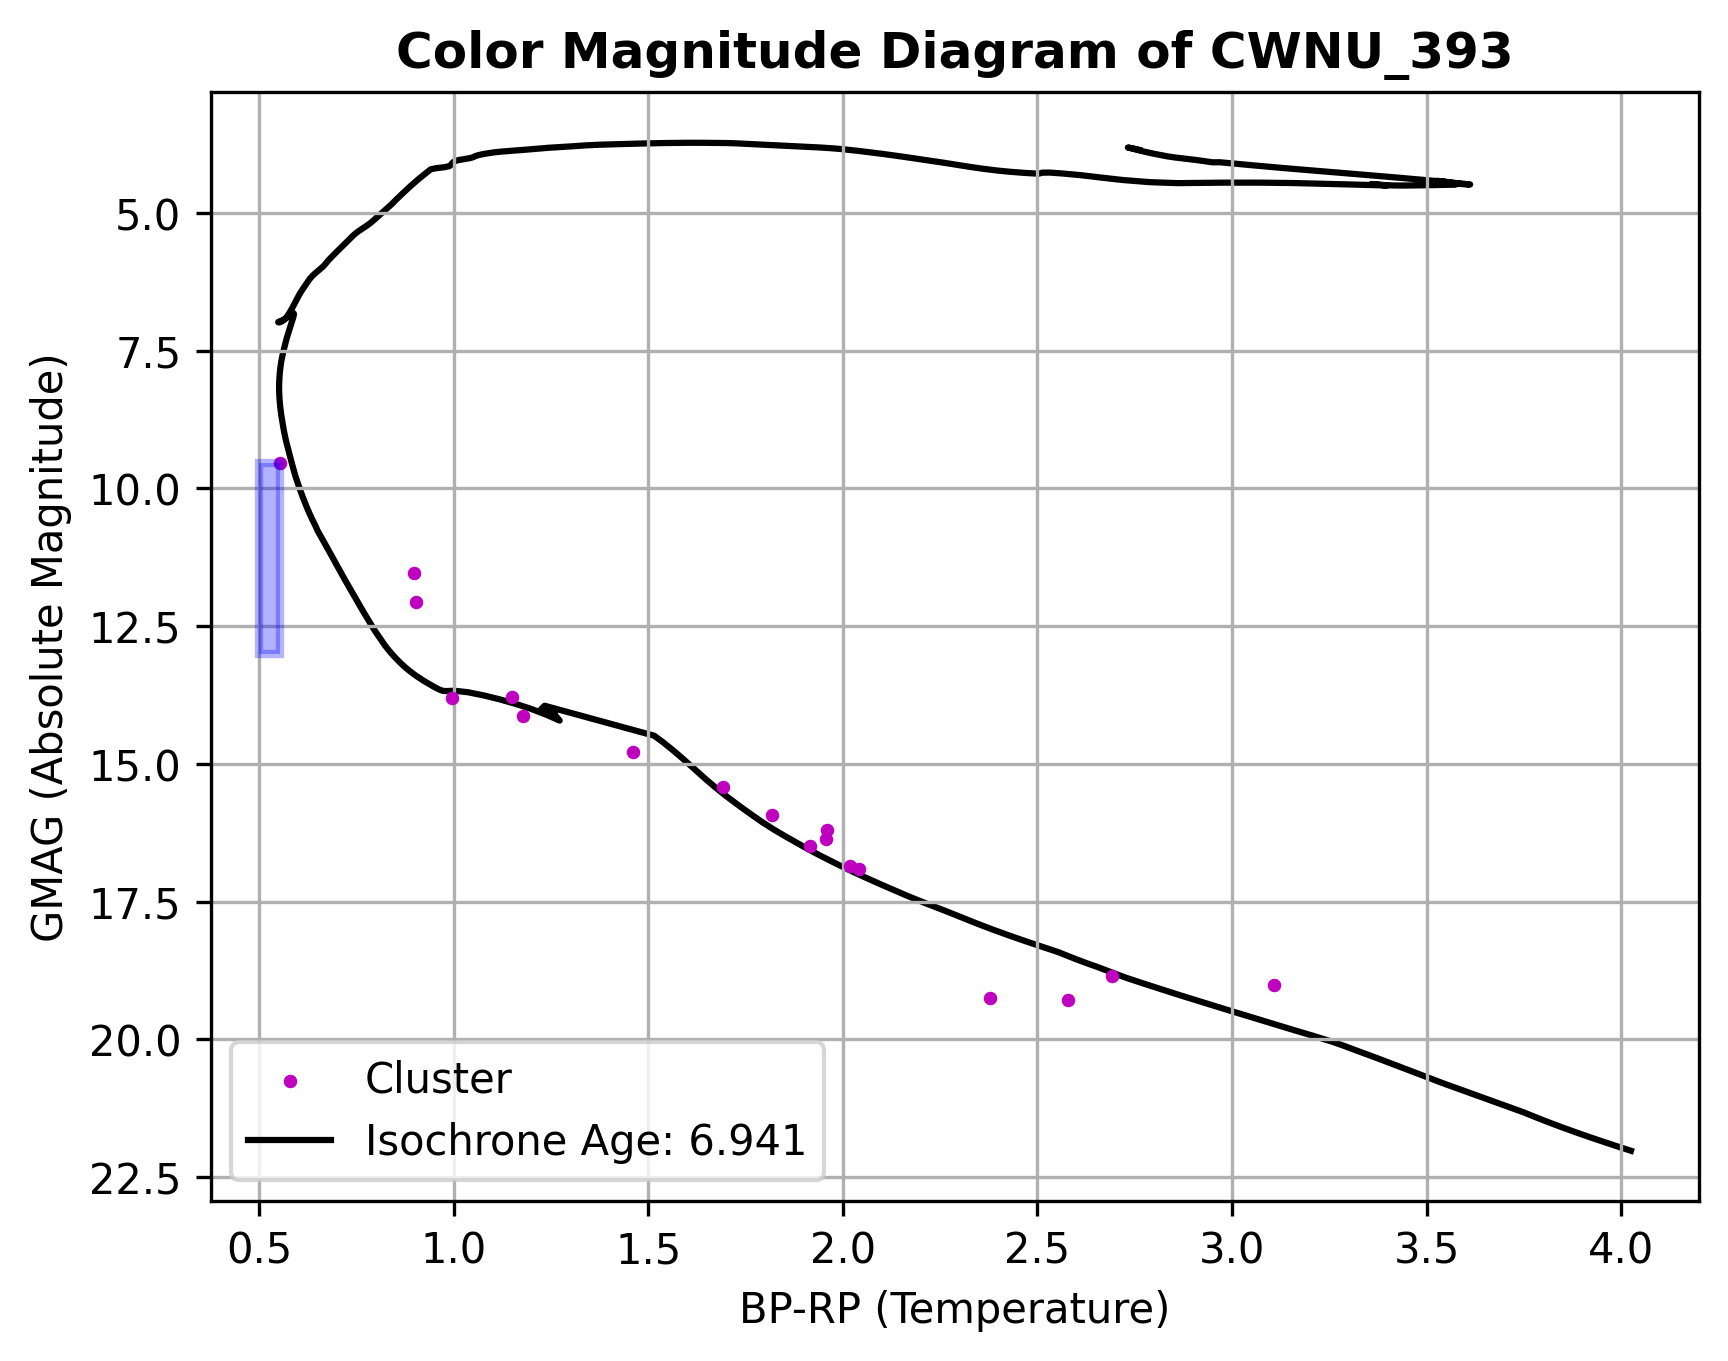 Color Magnitude Diagram of CWNU_393
GMAG (Absolute Magnitude)
5.0
7.5
10.0
12.5
15.0
17.5
20.0
22.5
Cluster
Isochrone Age: 6.941
0.5 1.0 1.5 2.0 2.5 3.0 3.5 4.0
BP-RP (Temperature)